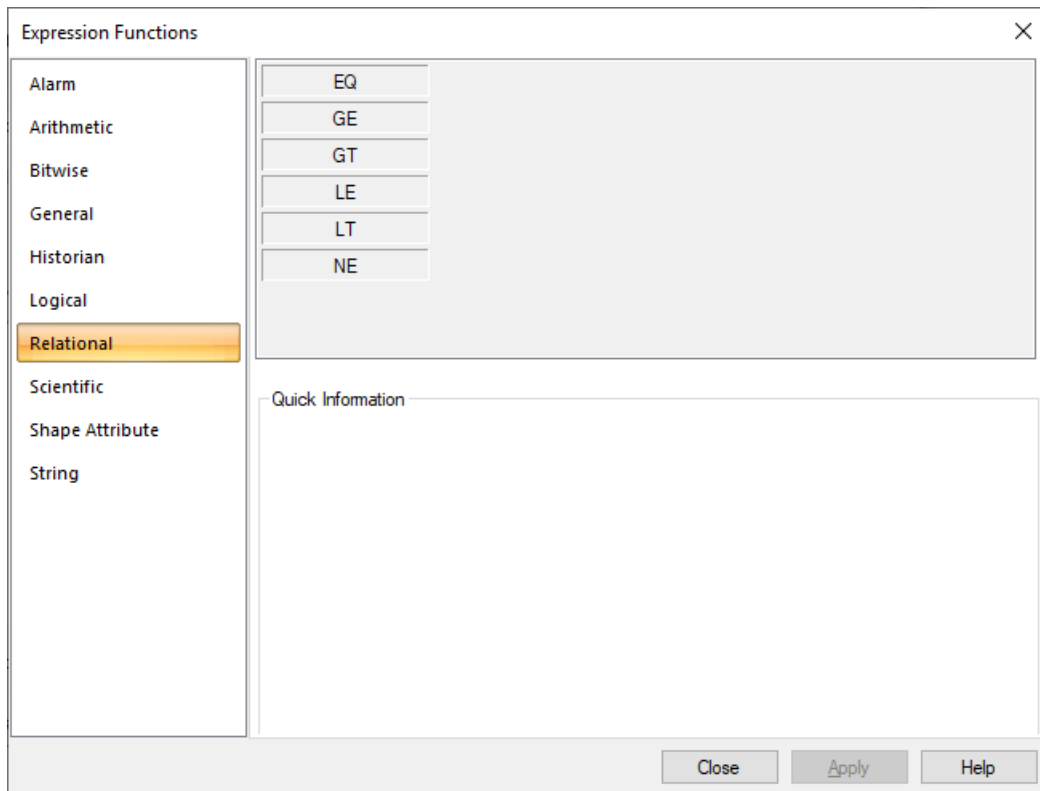 Expression Functions
Alarm
Arithmetic
Bitwise
General
Historian
Logical
Relational
Scientific
Shape Attribute
String
EQ
GE
GT
LE
LT
NE
Quick Information
Close
Apply
Help